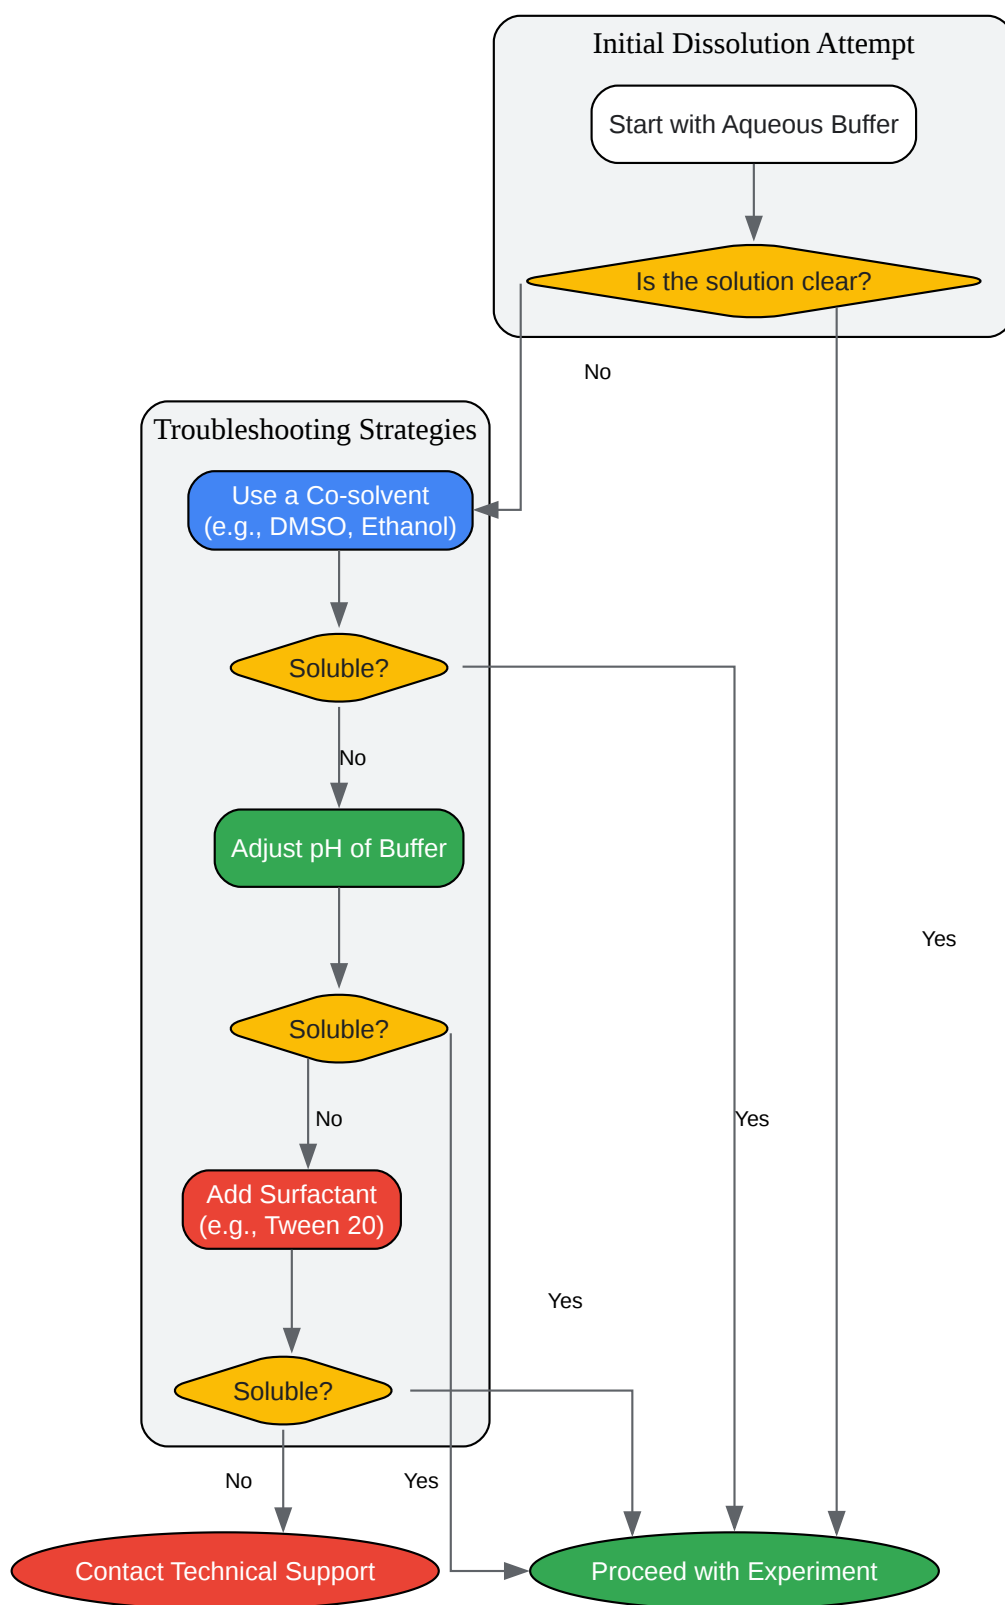 Initial Dissolution Attempt
Start with Aqueous Buffer
Is the solution clear?
No
Troubleshooting Strategies
Use a Co-solvent
(e.g., DMSO, Ethanol)
Soluble?
No
Adjust pH of Buffer
Yes
Soluble?
No
Yes
Add Surfactant
(e.g., Tween 20)
Yes
Soluble?
No
Yes
Contact Technical Support
Proceed with Experiment